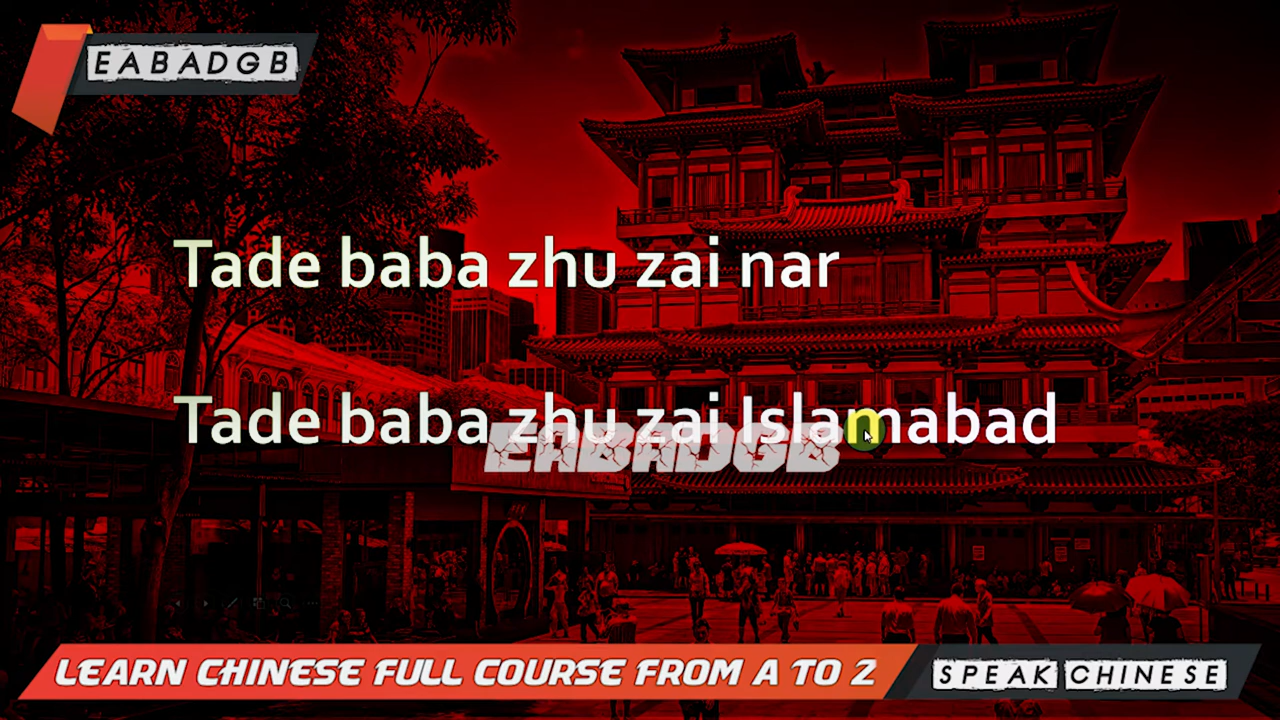 EABADGB
Tade baba zhu zai nar
Tade baba zhu zai Islamabad
EABADGB
LEARN CHINESE FULL COURSE FROM A TO Z
SPEAK CHINESE